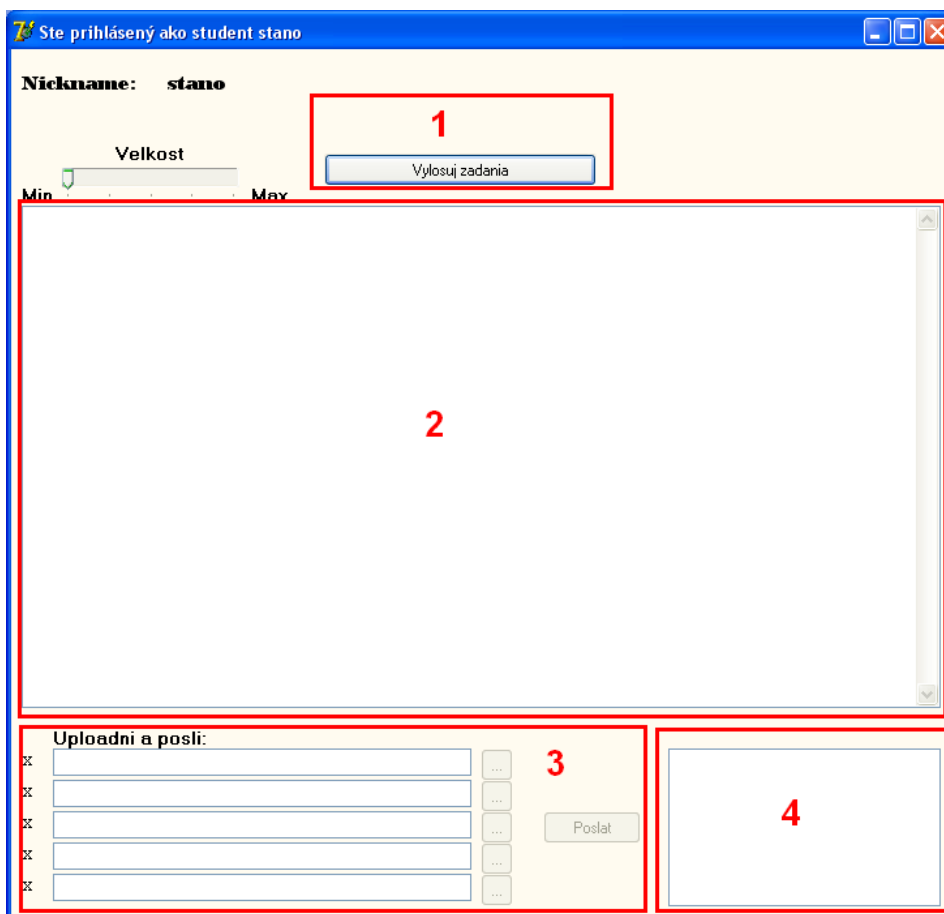 Ste prihlásený ako student stano
Nickname: stano
1
Velkost
Vylosuj zadania
Min Max
2
Uploadni a posli:
3
x ...
x ...
4
x ... Poslat
x ...
x ...